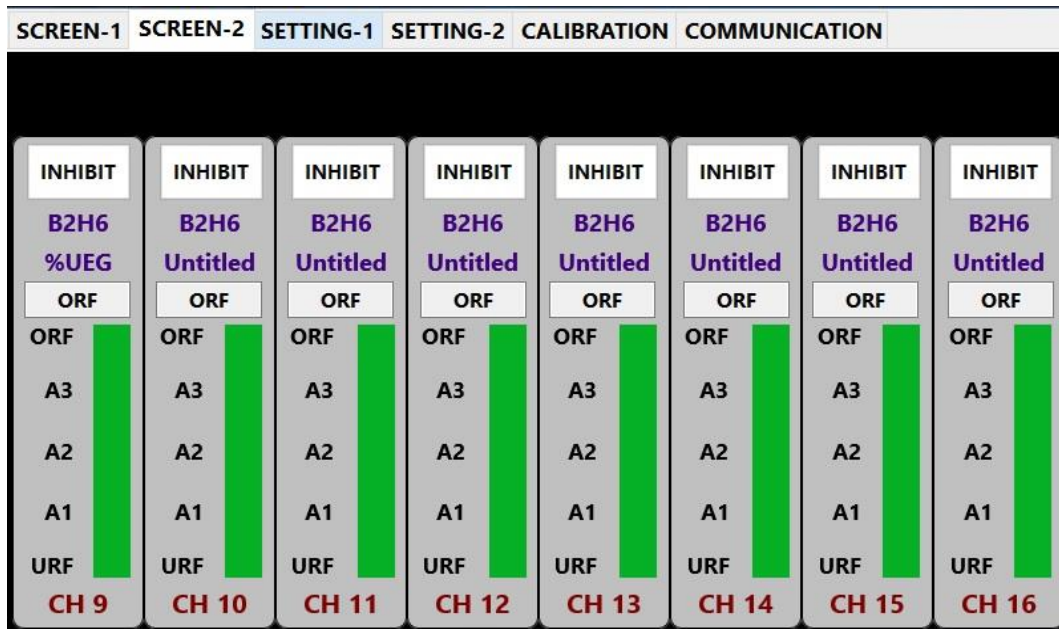 SCREEN-1 SCREEN-2 SETTING-1 SETTING-2 CALIBRATION COMMUNICATION
INHIBIT INHIBIT INHIBIT INHIBIT INHIBIT INHIBIT INHIBIT INHIBIT
B2H6 B2H6 B2H6 B2H6 B2H6 B2H6 B2H6 B2H6
%UEG Untitled Untitled Untitled Untitled Untitled Untitled Untitled
ORF ORF ORF ORF ORF ORF ORF ORF
ORF ORF ORF ORF ORF ORF ORF ORF
A3 A3 A3 A3 A3 A3 A3 A3
A2 A2 A2 A2 A2 A2 A2 A2
A1 A1 A1 A1 A1 A1 A1 A1
URF URF URF URF URF URF URF URF
CH 9 CH 10 CH 11 CH 12 CH 13 CH 14 CH 15 CH 16